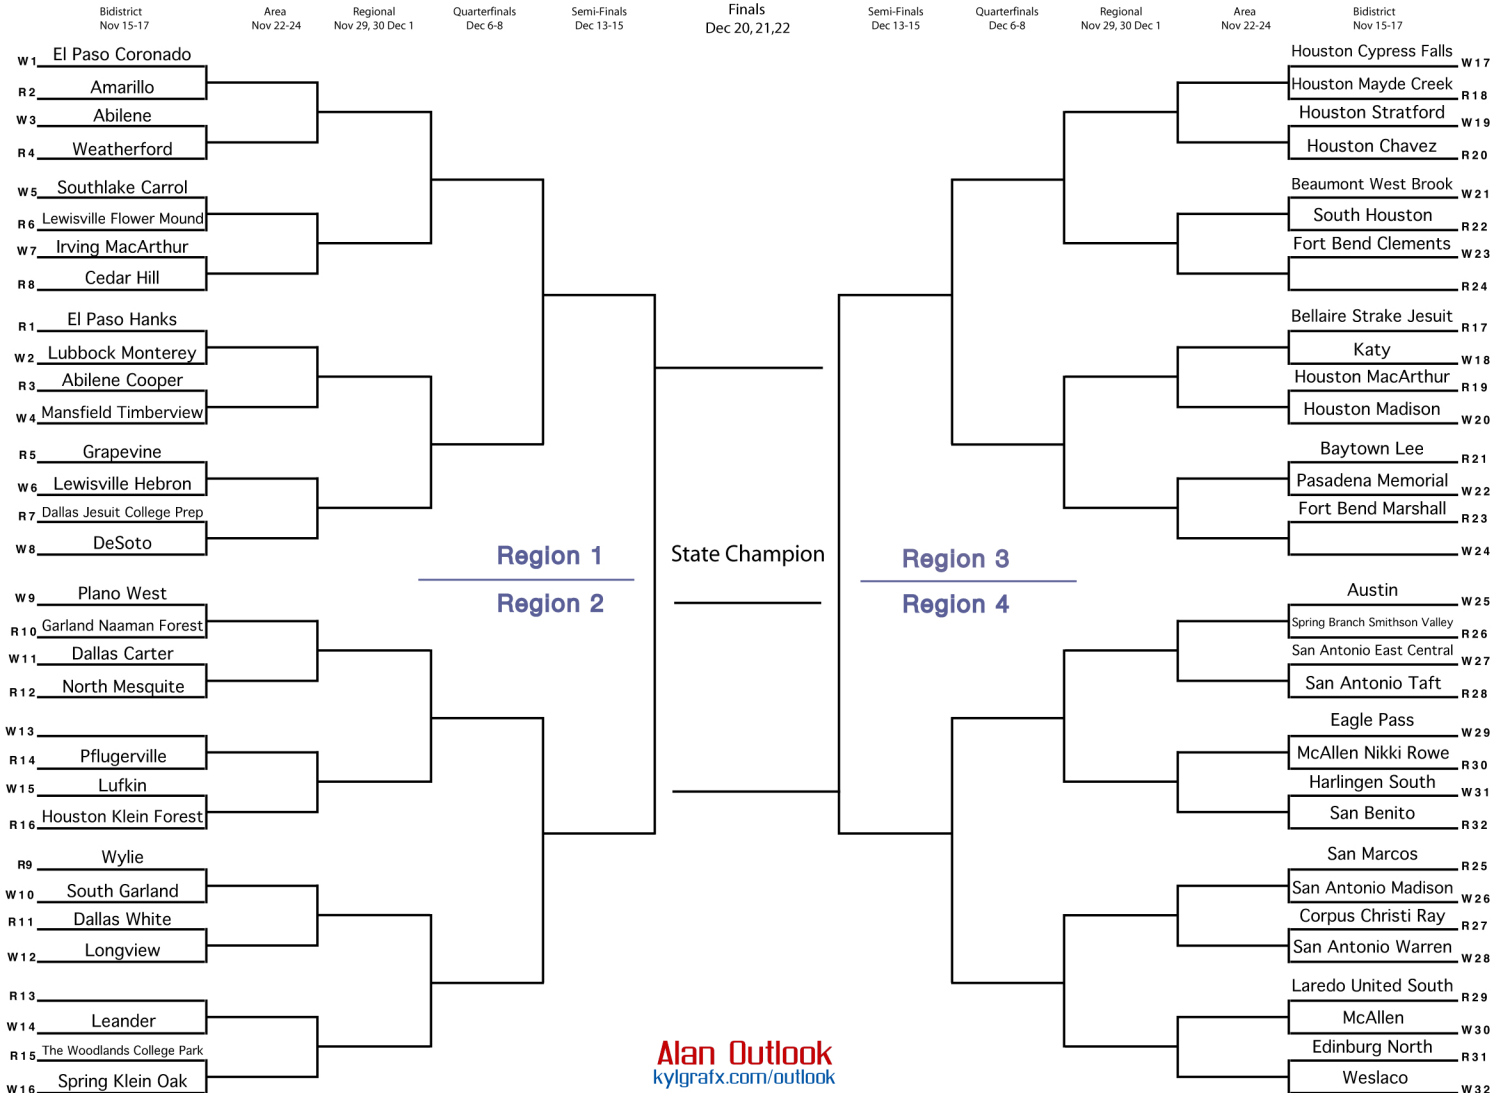 Bidistrict
Nov 15-17
Area
Nov 22-24
Regional
Nov 29, 30 Dec 1
Quarterfinals
Dec 6-8
Semi-Finals
Dec 13-15
Finals
Dec 20, 21,22
Semi-Finals
Dec 13-15
Quarterfinals
Dec 6-8
Regional
Nov 29, 30 Dec 1
Area
Nov 22-24
Bidistrict
Nov 15-17
W1 El Paso Coronado
R2 Amarillo
W3 Abilene
R4 Weatherford
W5 Southlake Carrol
R6 Lewisville Flower Mound
W7 Irving MacArthur
R8 Cedar Hill
R1 El Paso Hanks
W2 Lubbock Monterey
R3 Abilene Cooper
W4 Mansfield Timberview
R5 Grapevine
W6 Lewisville Hebron
R7 Dallas Jesuit College Prep
W8 DeSoto
Region 1
Region 2
W9 Plano West
R10 Garland Naaman Forest
W11 Dallas Carter
R12 North Mesquite
W13
R14 Pflugerville
W15 Lufkin
R16 Houston Klein Forest
R9 Wylie
W10 South Garland
R11 Dallas White
W12 Longview
R13
W14 Leander
R15 The Woodlands College Park
W16 Spring Klein Oak
State Champion
Houston Cypress Falls W17
Houston Mayde Creek R18
Houston Stratford W19
Houston Chavez R20
Beaumont West Brook W21
South Houston R22
Fort Bend Clements W23
R24
Bellaire Strake Jesuit R17
Katy W18
Houston MacArthur R19
Houston Madison W20
Baytown Lee R21
Pasadena Memorial W22
Fort Bend Marshall R23
W24
Region 3
Region 4
Austin W25
Spring Branch Smithson Valley R26
San Antonio East Central W27
San Antonio Taft R28
Eagle Pass W29
McAllen Nikki Rowe R30
Harlingen South W31
San Benito R32
San Marcos R25
San Antonio Madison W26
Corpus Christi Ray R27
San Antonio Warren W28
Laredo United South R29
McAllen W30
Edinburg North R31
Weslaco W32
Alan Outlook
kylgrafx.com/outlook